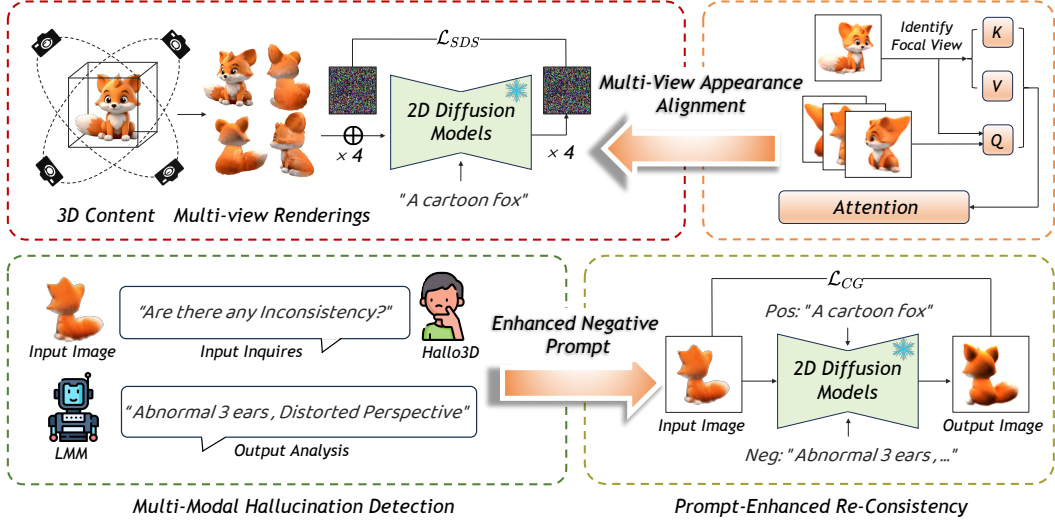 ℒSDS
2D Diffusion
Models
× 4
× 4
"A cartoon fox"
3D Content
Multi-view Renderings
Multi-View Appearance
Alignment
Identify
Focal View
K
V
Q
Attention
"Are there any Inconsistency?"
Input Image
Input Inquires
Hallo3D
"Abnormal 3 ears , Distorted Perspective"
LMM
Output Analysis
Multi-Modal Hallucination Detection
Enhanced Negative
Prompt
ℒCG
Pos: "A cartoon fox"
2D Diffusion
Models
Input Image
Output Image
Neg: " Abnormal 3 ears , ..."
Prompt-Enhanced Re-Consistency